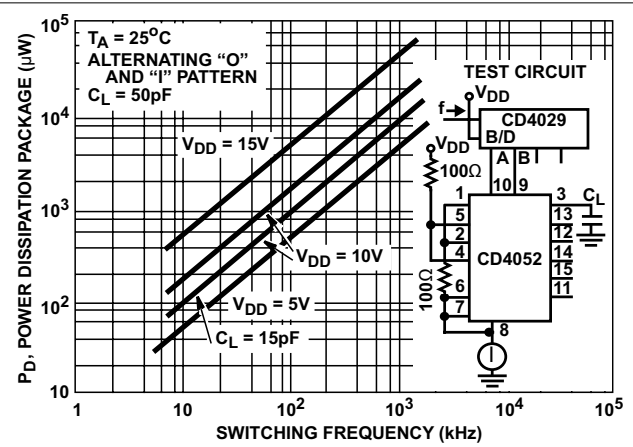 P_D, POWER DISSIPATION PACKAGE (μW)
10^5
10^4
10^3
10^2
10
T_A = 25°C
ALTERNATING “O”
AND “I” PATTERN
C_L = 50pF
V_DD = 15V
V_DD = 10V
V_DD = 5V
C_L = 15pF
TEST CIRCUIT
V_DD
f
CD4029
B/D
A B
V_DD
100Ω
10 9
1
5
2
4
6
7
8
3
13
12
14
15
11
C_L
CD4052
100Ω
I
1 10 10^2 10^3 10^4 10^5
SWITCHING FREQUENCY (kHz)